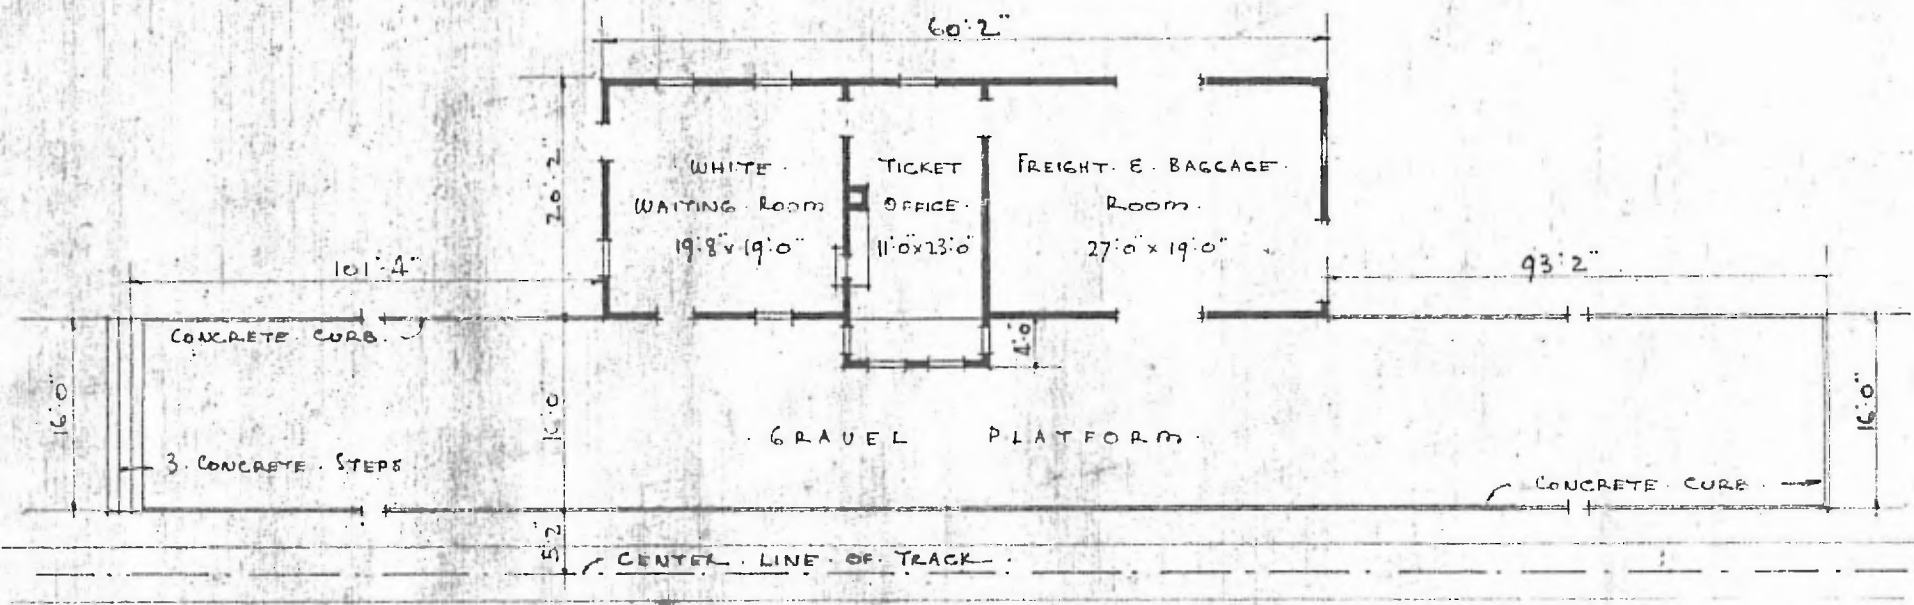 60'2"
20'-2"
WHITE.
WAITING. ROOM
19'8" x 19'0"
TICKET
OFFICE.
11'0" x 23'0"
FREIGHT. & BAGGAGE.
ROOM.
27'0" x 19'0"
101'-4"
93'2"
CONCRETE. CURB.
4'0
16'0"
16'0
16'0"
. GRAVEL PLATFORM.
3. CONCRETE. STEPS.
CONCRETE. CURB.
5'2
CENTER. LINE. OF. TRACK.